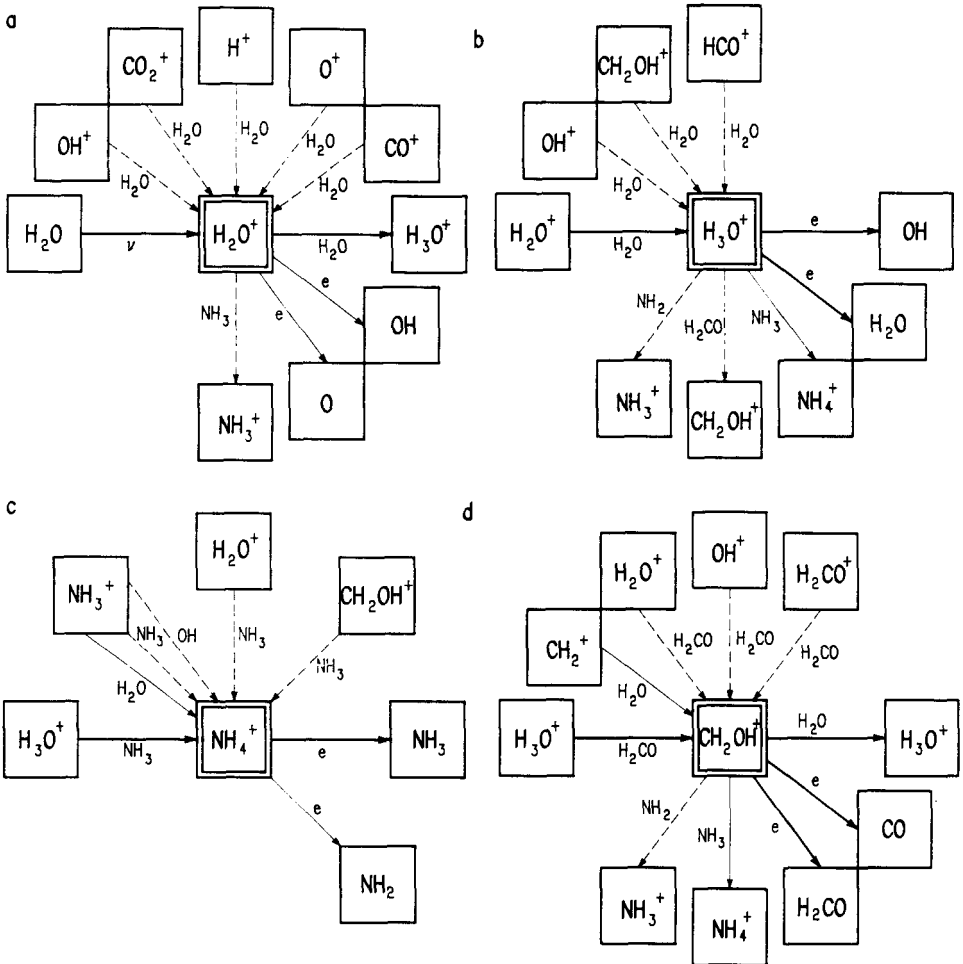 a
H⁺
CO₂⁺
O⁺
OH⁺
CO⁺
H₂O
H₂O
H₂O
H₂O
H₂O
H₂O
ν
H₂O⁺
H₂O
H₃O⁺
NH₃
e
e
OH
O
NH₃⁺
b
HCO⁺
CH₂OH⁺
OH⁺
H₂O
H₂O
H₂O
H₂O⁺
H₂O
H₃O⁺
e
OH
e
NH₂
H₂CO
NH₃
H₂O
NH₃⁺
CH₂OH⁺
NH₄⁺
c
H₂O⁺
NH₃⁺
CH₂OH⁺
NH₃
OH
NH₃
NH₃
H₂O
H₃O⁺
NH₃
NH₄⁺
e
NH₃
e
NH₂
d
OH⁺
H₂O⁺
H₂CO⁺
CH₂⁺
H₂CO
H₂CO
H₂CO
H₂O
H₃O⁺
H₂CO
CH₂OH⁺
H₂O
H₃O⁺
e
NH₂
NH₃
e
CO
NH₃⁺
NH₄⁺
H₂CO